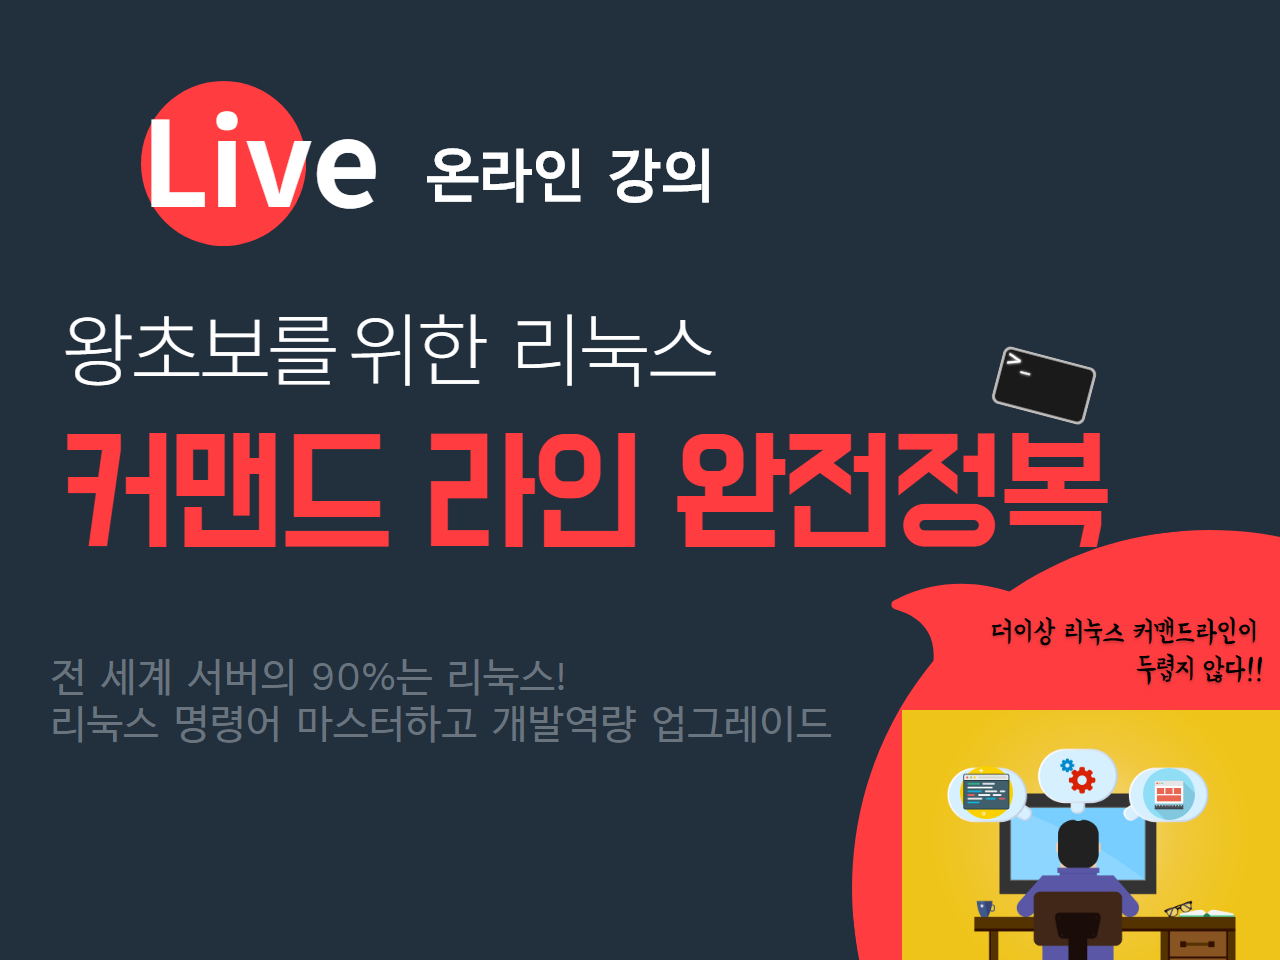 Live 온라인 강의
왕초보를 위한 리눅스
>_
커맨드 라인 완전정복
더이상 리눅스 커맨드라인이
두렵지 않다!!
전 세계 서버의 90%는 리눅스!
리눅스 명령어 마스터하고 개발역량 업그레이드